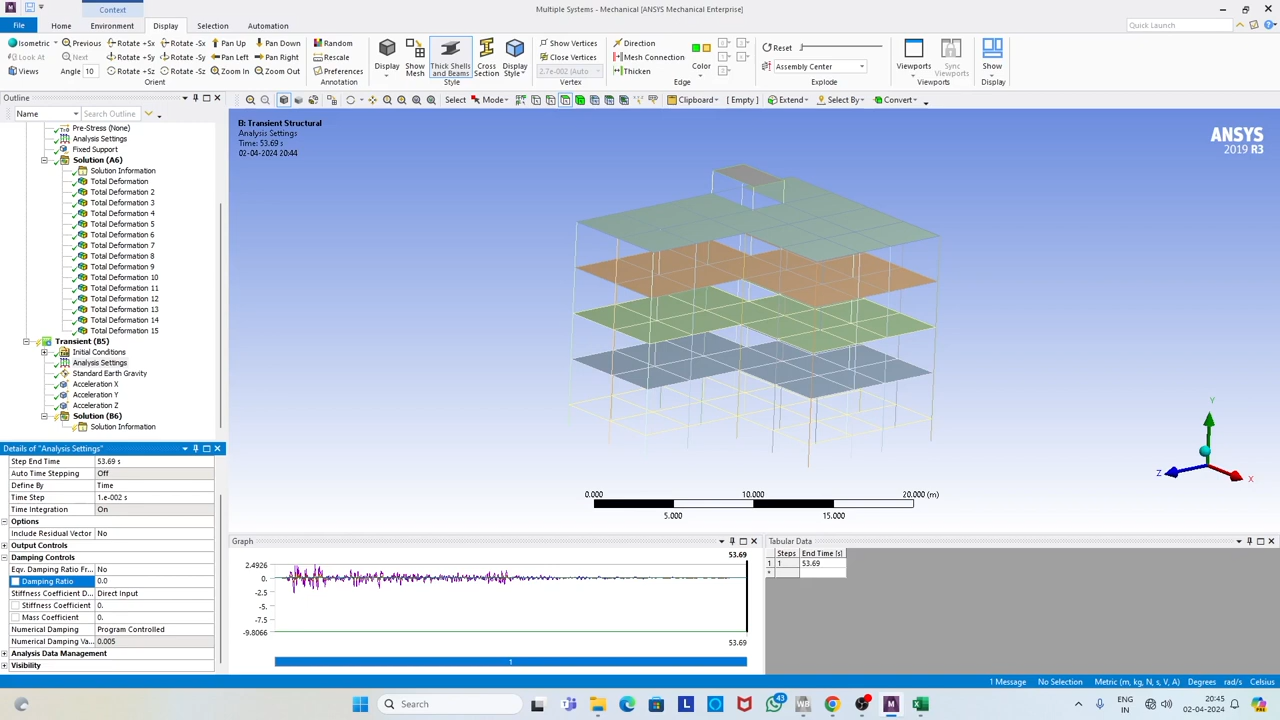 Context
Multiple Systems - Mechanical [ANSYS Mechanical Enterprise]
File Home Environment Display Selection Automation
Quick Launch
Isometric Previous Rotate +Sx Rotate -Sx Pan Up Pan Down
Look At Next Rotate +Sy Rotate -Sy Pan Left Pan Right
Views Angle 10 Rotate +Sz Rotate -Sz Zoom In Zoom Out
Orient
Random
Rescale
Preferences
Annotation
Display
Show Mesh
Thick Shells and Beams
Cross Section
Display Style
Style
Show Vertices
Close Vertices
2.7e-002 (Auto
Vertex
Direction
Mesh Connection
Thicken
Color
Edge
Reset
Assembly Center
Explode
Viewports
Sync Viewports
Viewports
Show
Display
Outline
Name Search Outline
Select Mode Clipboard [ Empty ] Extend Select By Convert
Pre-Stress (None)
Analysis Settings
Fixed Support
Solution (A6)
Solution Information
Total Deformation
Total Deformation 2
Total Deformation 3
Total Deformation 4
Total Deformation 5
Total Deformation 6
Total Deformation 7
Total Deformation 8
Total Deformation 9
Total Deformation 10
Total Deformation 11
Total Deformation 12
Total Deformation 13
Total Deformation 14
Total Deformation 15
Transient (B5)
Initial Conditions
Analysis Settings
Standard Earth Gravity
Acceleration X
Acceleration Y
Acceleration Z
Solution (B6)
Solution Information
B: Transient Structural
Analysis Settings
Time: 53.69 s
02-04-2024 20:44
ANSYS
2019 R3
Y
Z
X
0.000 10.000 20.000 (m)
5.000 15.000
Details of "Analysis Settings"
Step End Time 53.69 s
Auto Time Stepping Off
Define By Time
Time Step 1.e-002 s
Time Integration On
Options
Include Residual Vector No
Output Controls
Damping Controls
Eqv. Damping Ratio Fr... No
Damping Ratio 0.0
Stiffness Coefficient D... Direct Input
Stiffness Coefficient 0.
Mass Coefficient 0.
Numerical Damping Program Controlled
Numerical Damping Va... 0.005
Analysis Data Management
Visibility
Graph
53.69
2.4926
0.
-2.5
-5.
-7.5
-9.8066
53.69
1
Tabular Data
Steps End Time [s]
1 1 53.69
*
1 Message No Selection Metric (m, kg, N, s, V, A) Degrees rad/s Celsius
Search
43
ENG
IN
20:45
02-04-2024